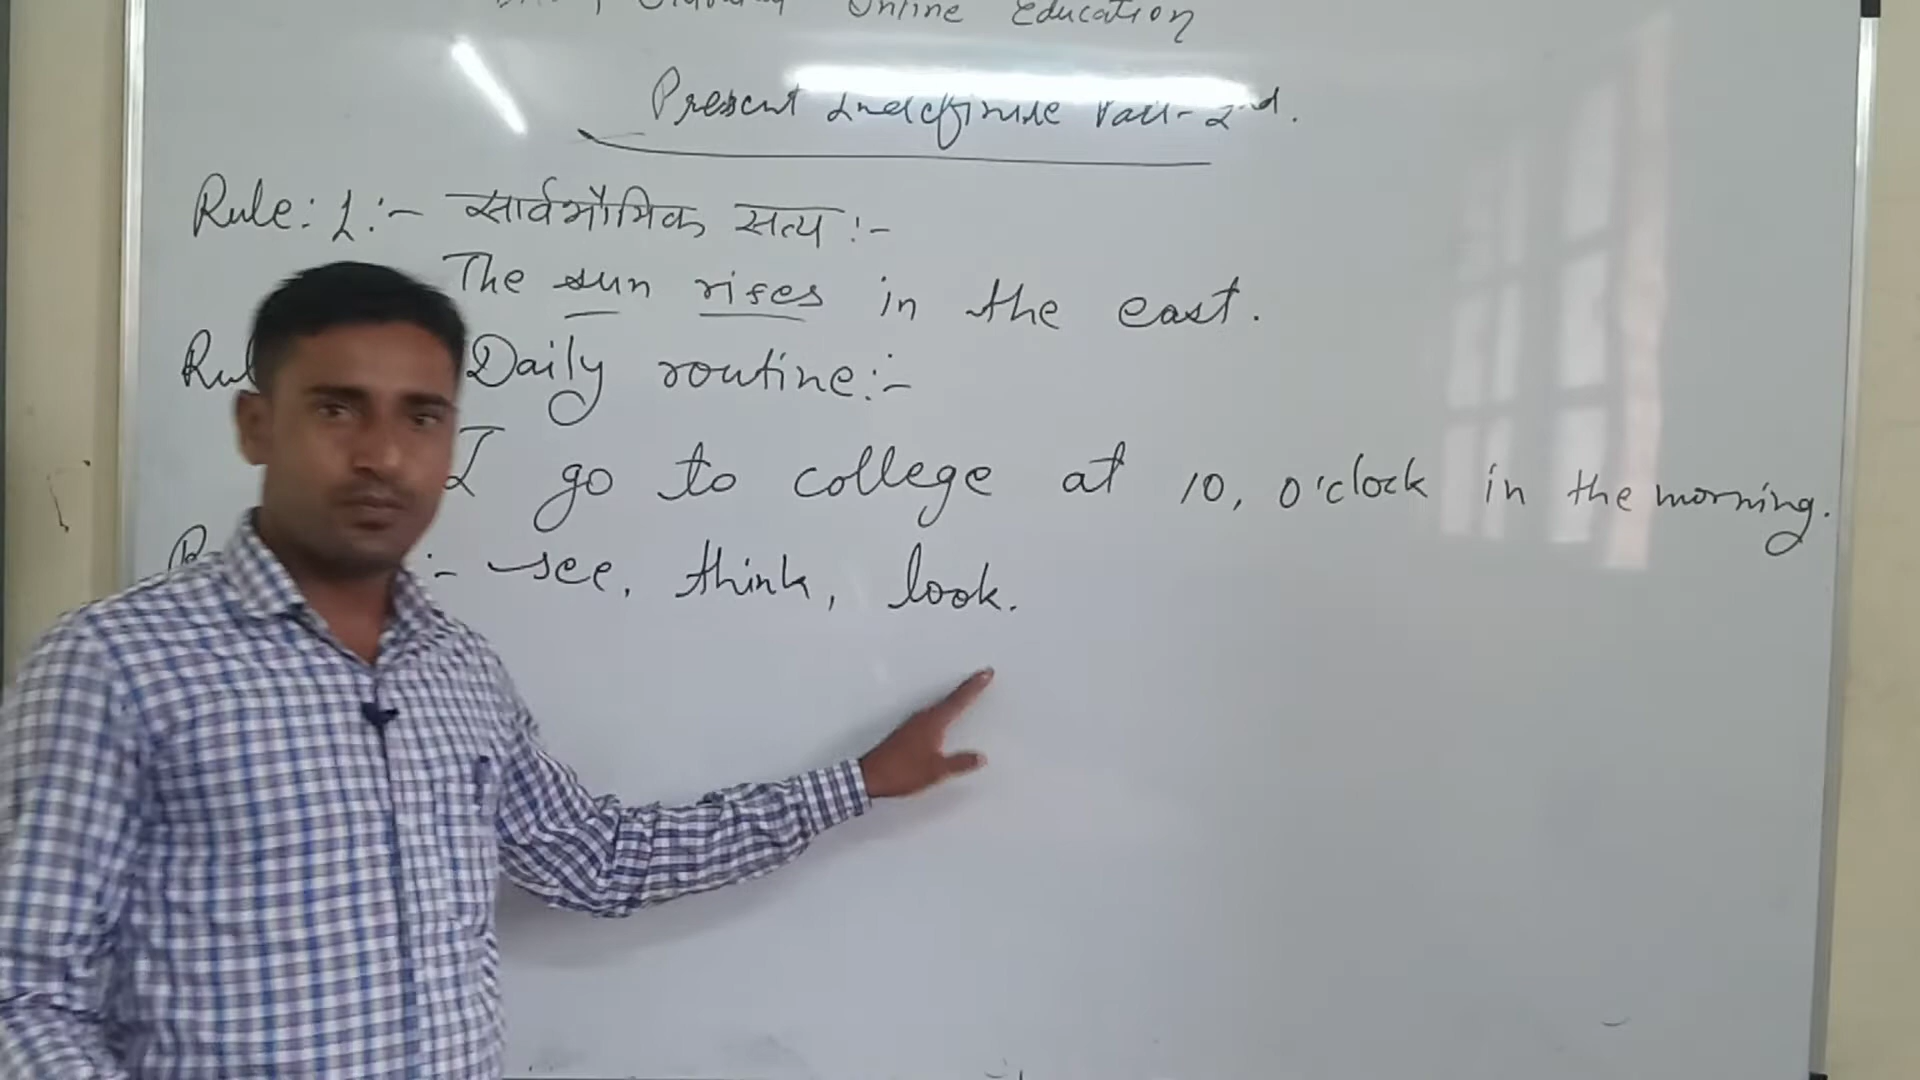 Online Education
Present Indefinite Part-2nd.
Rule: 1:- सार्वभौमिक सत्य :-
The sun rises in the east.
Daily routine:-
I go to college at 10, o'clock in the morning.
:- see, think, look.